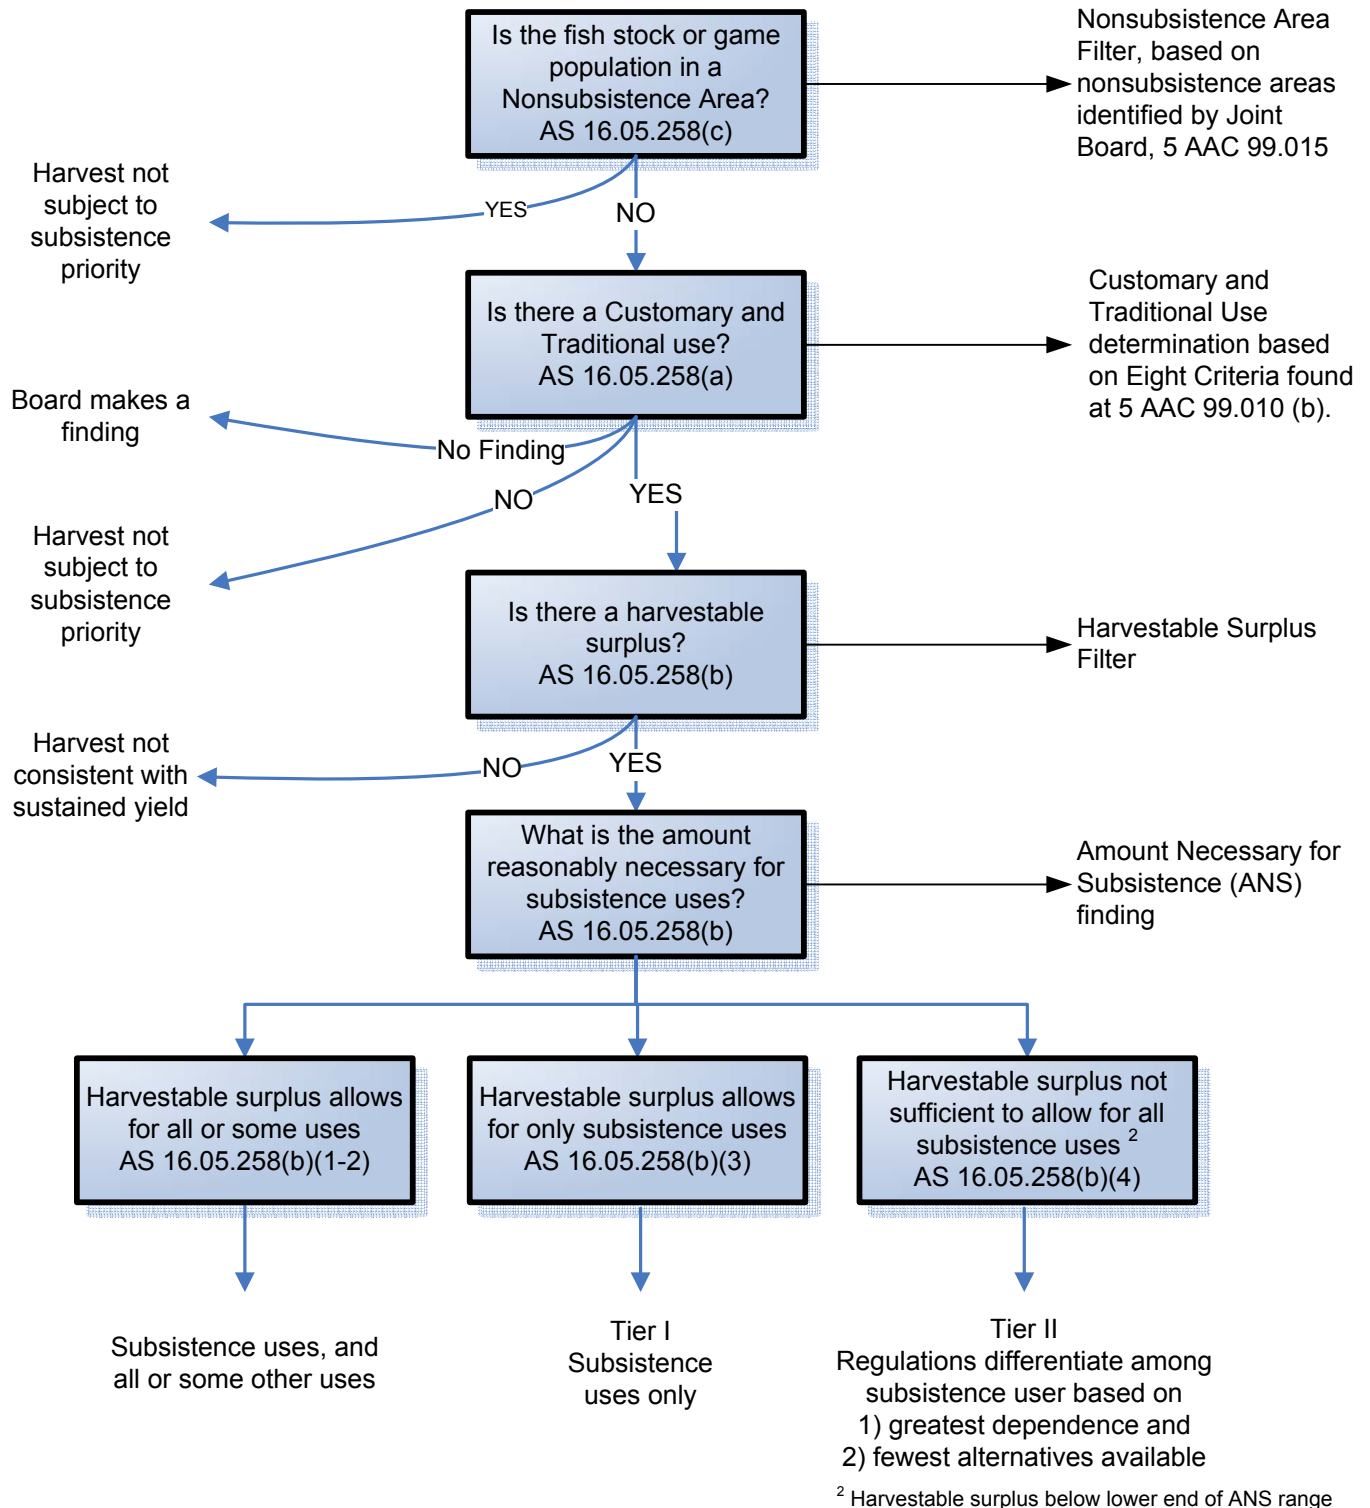 Is the fish stock or game
population in a
Nonsubsistence Area?
AS 16.05.258(c)
Nonsubsistence Area
Filter, based on
nonsubsistence areas
identified by Joint
Board, 5 AAC 99.015
Harvest not
subject to
subsistence
priority
YES
NO
Is there a Customary and
Traditional use?
AS 16.05.258(a)
Customary and
Traditional Use
determination based
on Eight Criteria found
at 5 AAC 99.010 (b).
Board makes a
finding
No Finding
NO
YES
Harvest not
subject to
subsistence
priority
Is there a harvestable
surplus?
AS 16.05.258(b)
Harvestable Surplus
Filter
Harvest not
consistent with
sustained yield
NO
YES
What is the amount
reasonably necessary for
subsistence uses?
AS 16.05.258(b)
Amount Necessary for
Subsistence (ANS)
finding
Harvestable surplus allows
for all or some uses
AS 16.05.258(b)(1-2)
Harvestable surplus allows
for only subsistence uses
AS 16.05.258(b)(3)
Harvestable surplus not
sufficient to allow for all
subsistence uses 2
AS 16.05.258(b)(4)
Subsistence uses, and
all or some other uses
Tier I
Subsistence
uses only
Tier II
Regulations differentiate among
subsistence user based on
1) greatest dependence and
2) fewest alternatives available
2 Harvestable surplus below lower end of ANS range